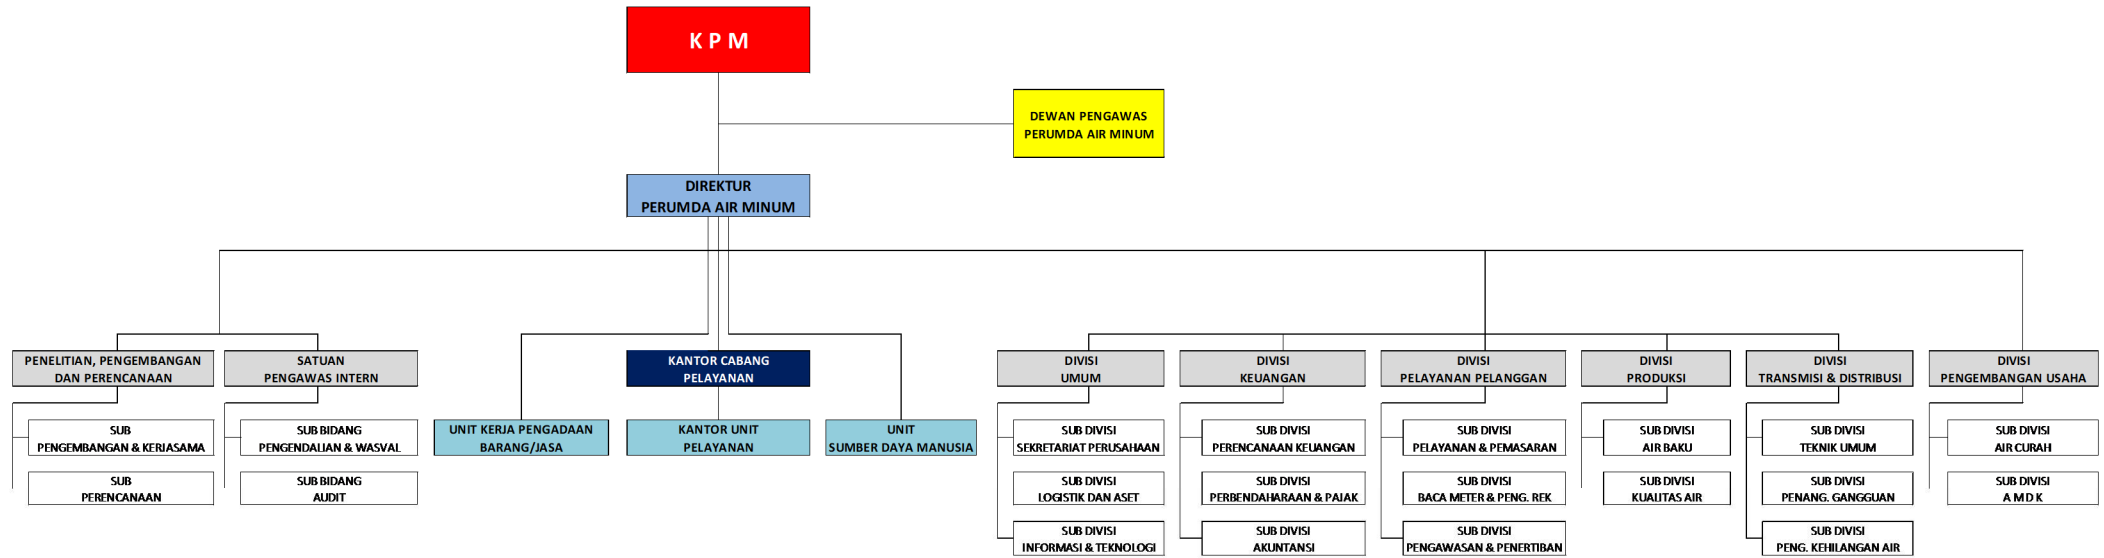 K P M
DEWAN PENGAWAS
PERUMDA AIR MINUM
DIREKTUR
PERUMDA AIR MINUM
PENELITIAN, PENGEMBANGAN
DAN PERENCANAAN
SATUAN
PENGAWAS INTERN
KANTOR CABANG
PELAYANAN
DIVISI
UMUM
DIVISI
KEUANGAN
DIVISI
PELAYANAN PELANGGAN
DIVISI
PRODUKSI
DIVISI
TRANSMISI & DISTRIBUSI
DIVISI
PENGEMBANGAN USAHA
SUB
PENGEMBANGAN & KERJASAMA
SUB BIDANG
PENGENDALIAN & WASVAL
UNIT KERJA PENGADAAN
BARANG/JASA
KANTOR UNIT
PELAYANAN
UNIT
SUMBER DAYA MANUSIA
SUB DIVISI
SEKRETARIAT PERUSAHAAN
SUB DIVISI
PERENCANAAN KEUANGAN
SUB DIVISI
PELAYANAN & PEMASARAN
SUB DIVISI
AIR BAKU
SUB DIVISI
TEKNIK UMUM
SUB DIVISI
AIR CURAH
SUB
PERENCANAAN
SUB BIDANG
AUDIT
SUB DIVISI
LOGISTIK DAN ASET
SUB DIVISI
PERBENDAHARAAN & PAJAK
SUB DIVISI
BACA METER & PENG. REK
SUB DIVISI
KUALITAS AIR
SUB DIVISI
PENANG. GANGGUAN
SUB DIVISI
A M D K
SUB DIVISI
INFORMASI & TEKNOLOGI
SUB DIVISI
AKUNTANSI
SUB DIVISI
PENGAWASAN & PENERTIBAN
SUB DIVISI
PENG. KEHILANGAN AIR